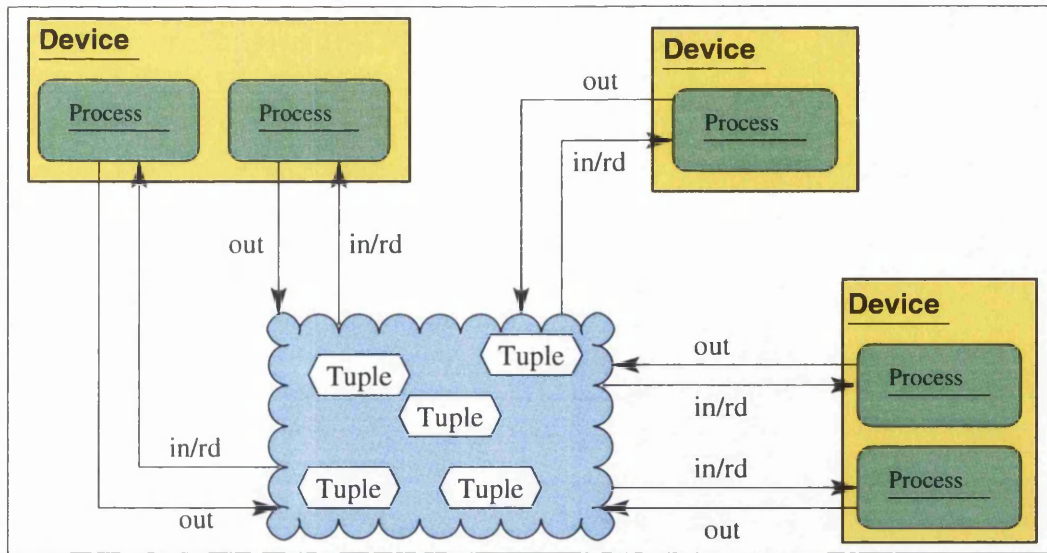 Device
Process
Process
out
in/rd
in/rd
out
Device
Process
out
in/rd
Tuple
Tuple
Tuple
Tuple
Tuple
Device
Process
Process
out
in/rd
in/rd
out